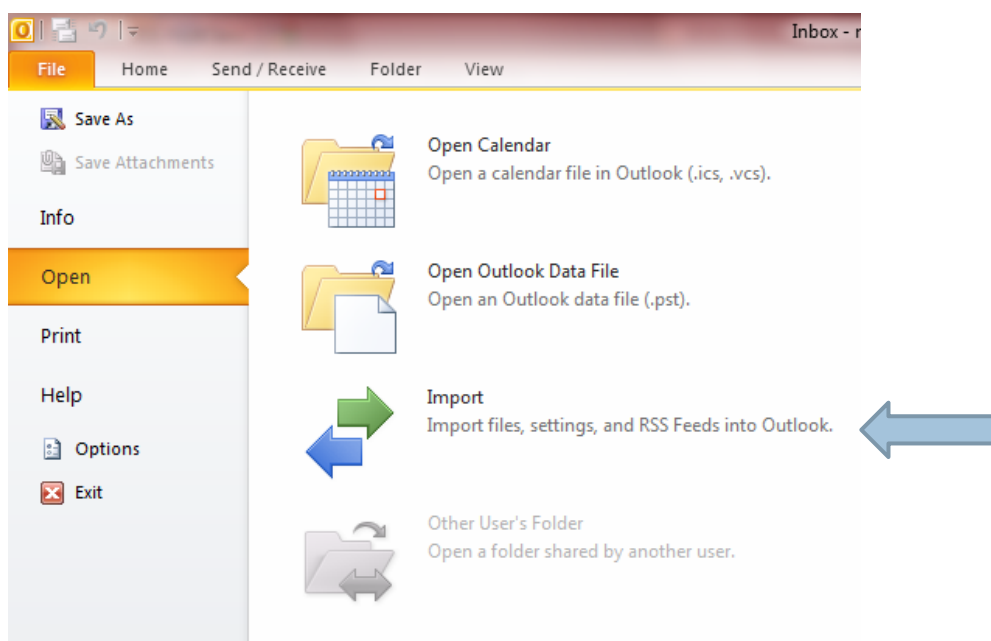 Inbox -
File Home Send / Receive Folder View
Save As
Save Attachments
Info
Open
Print
Help
Options
Exit
Open Calendar
Open a calendar file in Outlook (.ics, .vcs).
Open Outlook Data File
Open an Outlook data file (.pst).
Import
Import files, settings, and RSS Feeds into Outlook.
Other User's Folder
Open a folder shared by another user.